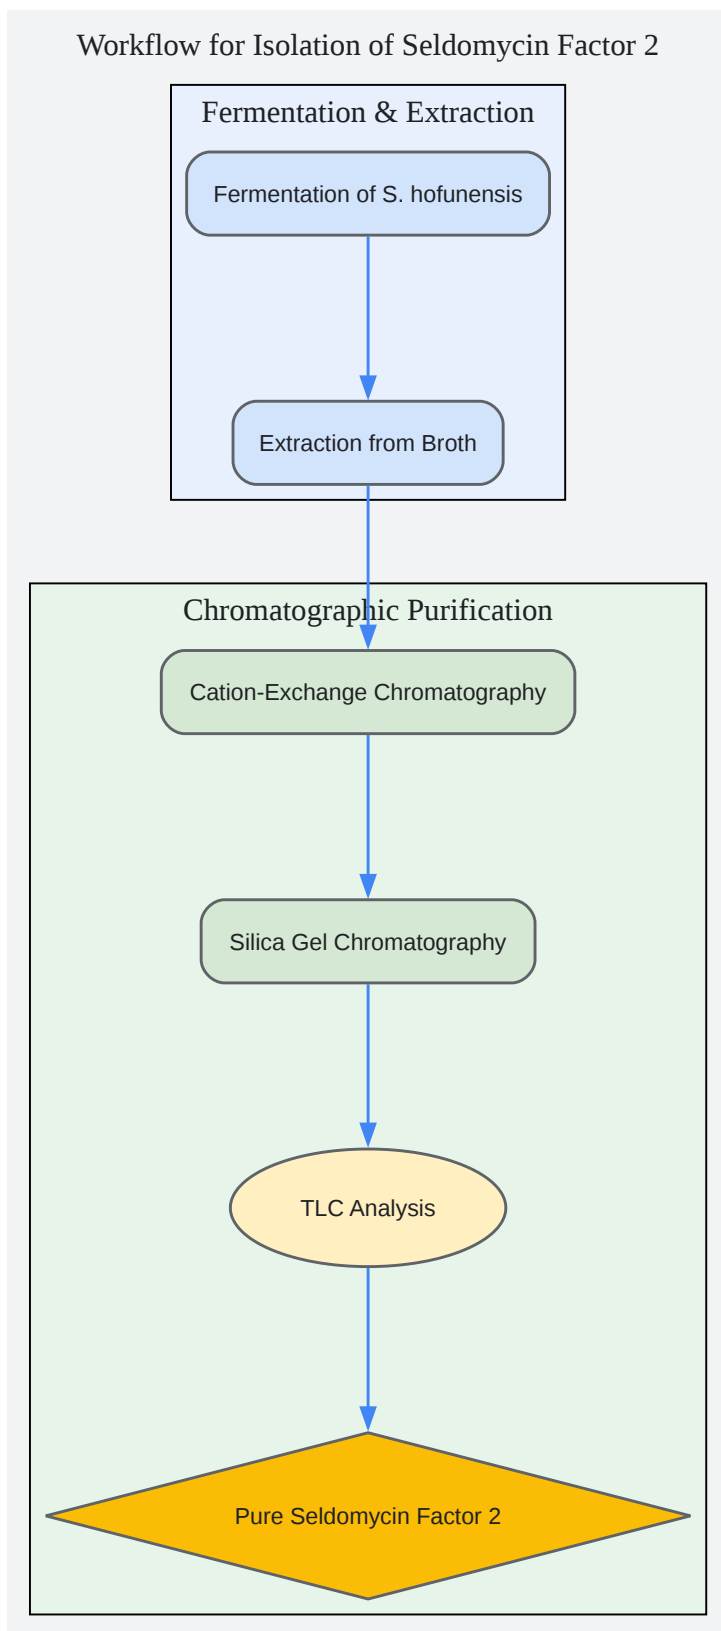 Workflow for Isolation of Seldomycin Factor 2
Fermentation & Extraction
Fermentation of S. hofunensis
Extraction from Broth
Chromatographic Purification
Cation-Exchange Chromatography
Silica Gel Chromatography
TLC Analysis
Pure Seldomycin Factor 2